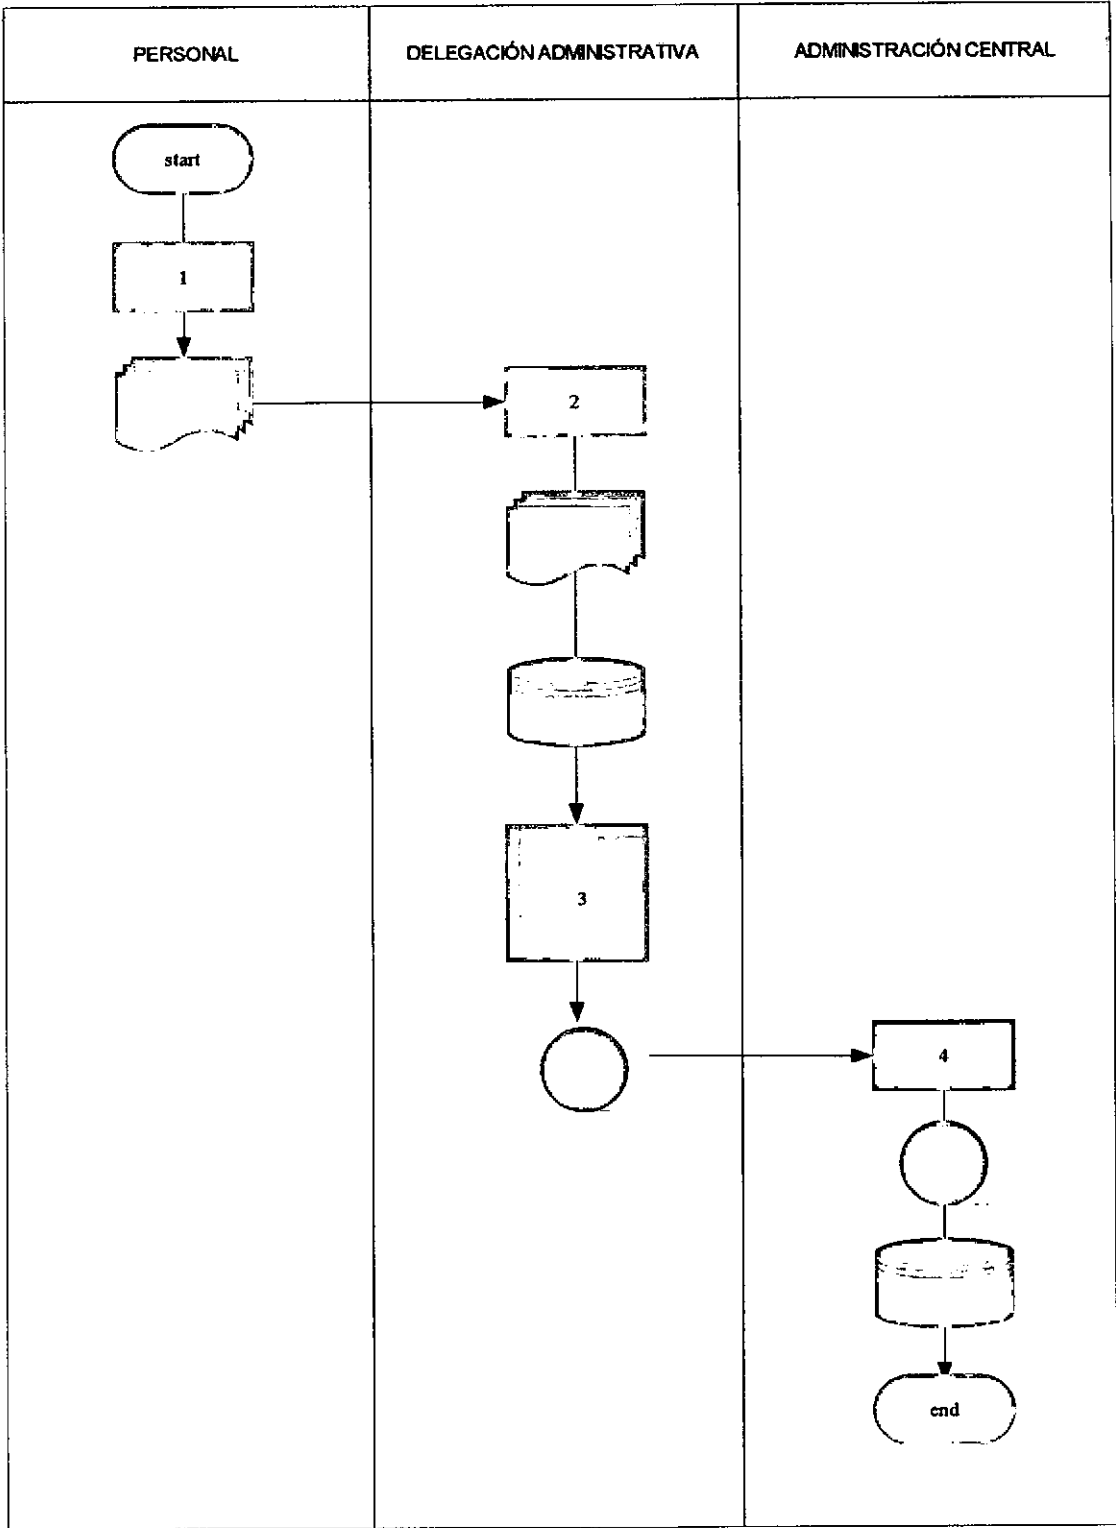 PERSONAL
DELEGACIÓN ADMINISTRATIVA
ADMINISTRACIÓN CENTRAL
start
1
2
3
4
end